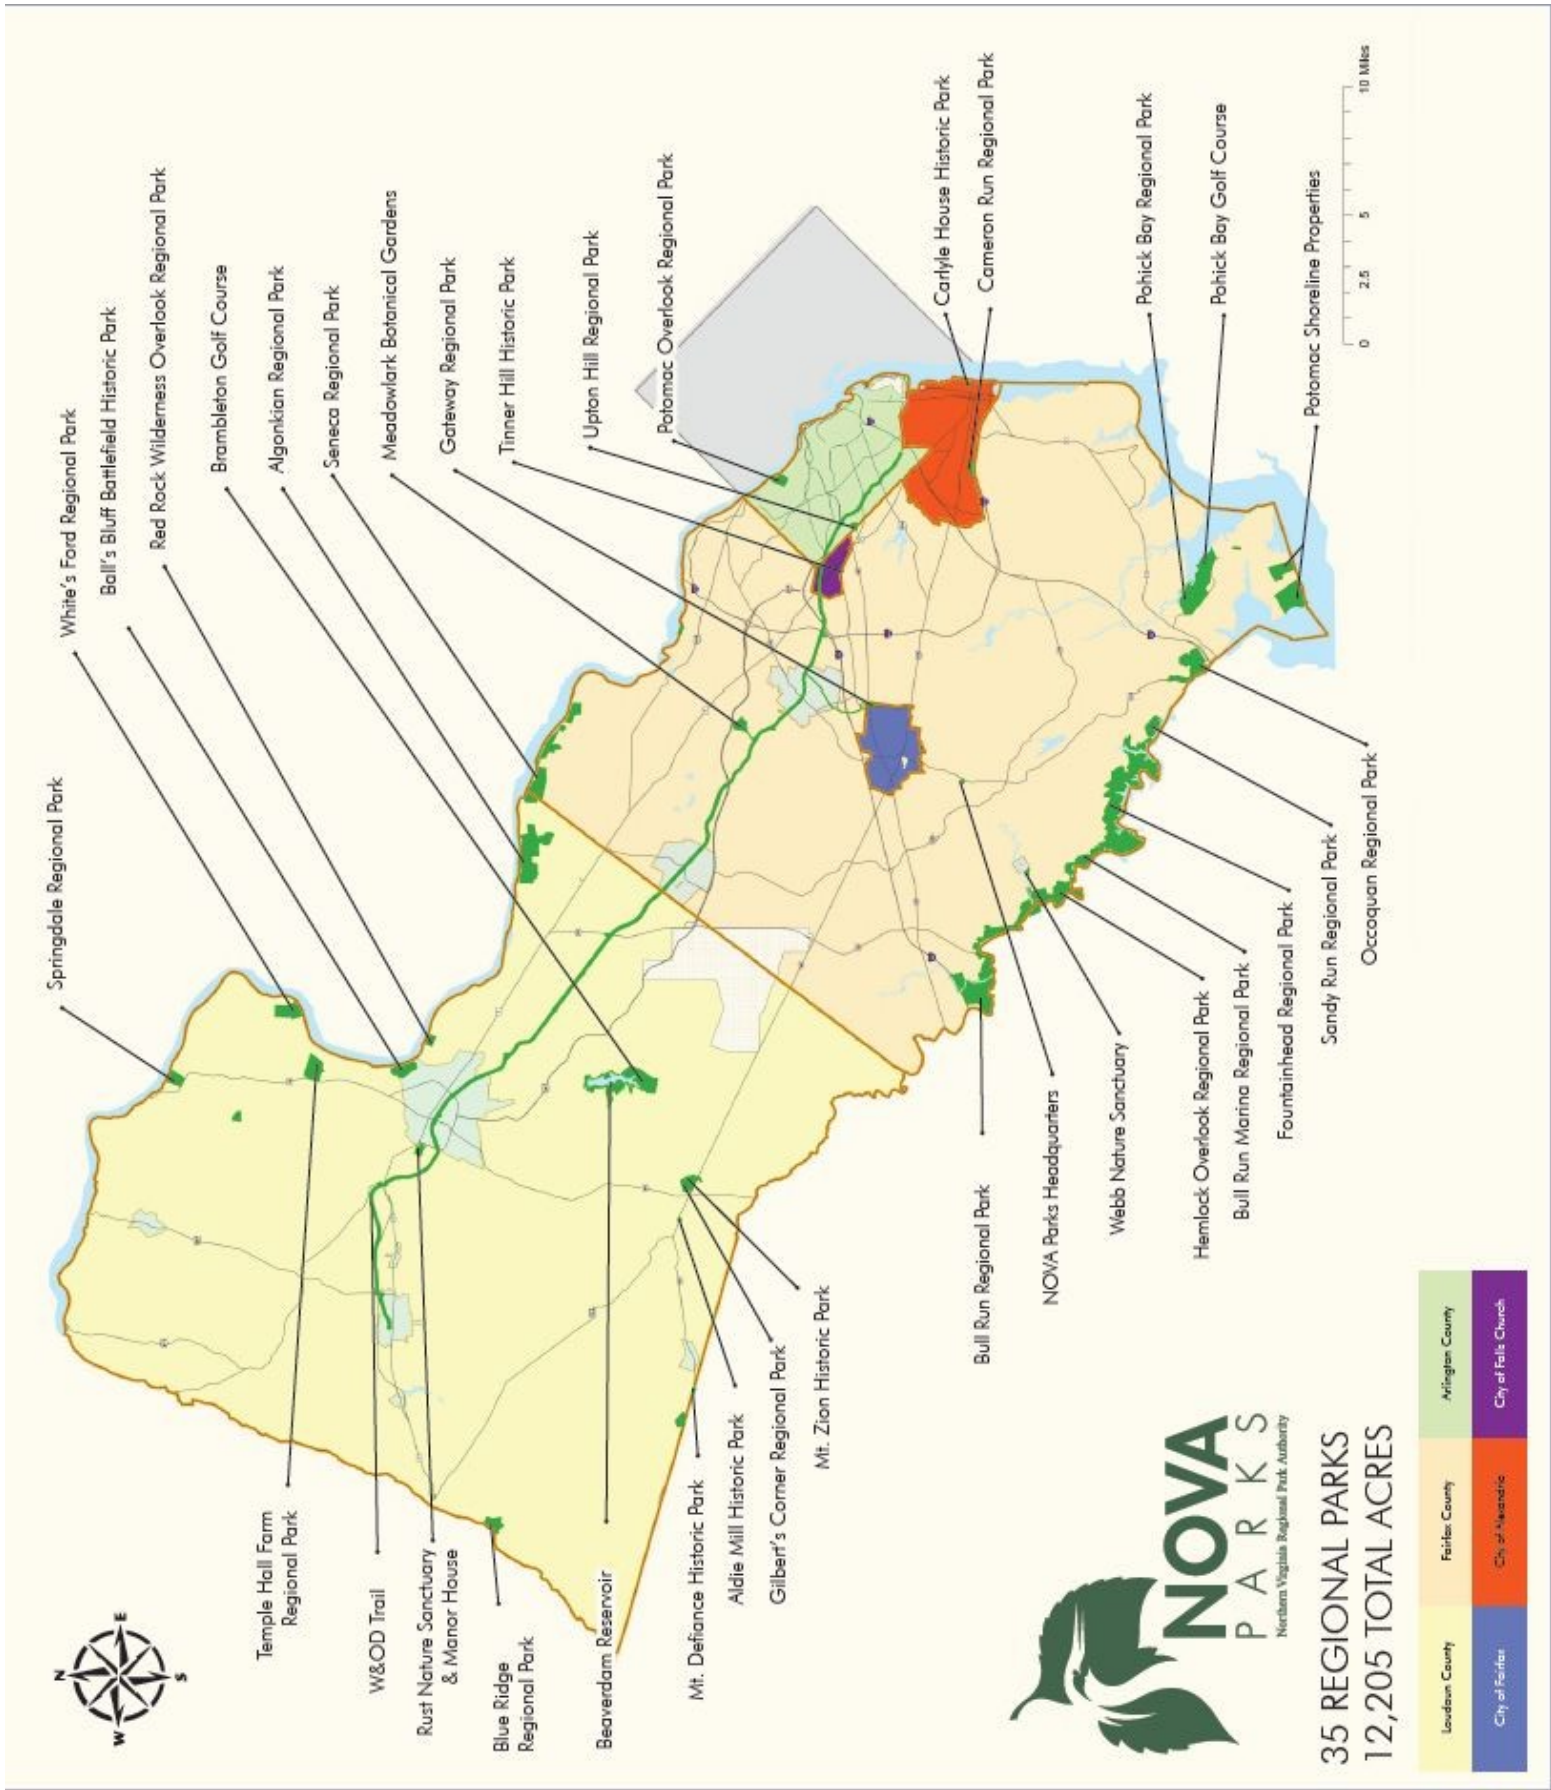 Springdale Regional Park
White's Ford Regional Park
Ball's Bluff Battlefield Historic Park
Red Rock Wilderness Overlook Regional Park
Brambleton Golf Course
Algonkian Regional Park
Seneca Regional Park
Meadowlark Botanical Gardens
Gateway Regional Park
Tinner Hill Historic Park
Upton Hill Regional Park
Potomac Overlook Regional Park
Carlyle House Historic Park
Cameron Run Regional Park
Pohick Bay Regional Park
Pohick Bay Golf Course
Potomac Shoreline Properties
0 2.5 5 10 Miles
N
W
E
S
Temple Hall Farm
Regional Park
W&OD Trail
Rust Nature Sanctuary
& Manor House
Blue Ridge
Regional Park
Beaverdam Reservoir
Mt. Defiance Historic Park
Aldie Mill Historic Park
Gilbert's Corner Regional Park
Mt. Zion Historic Park
Bull Run Regional Park
NOVA Parks Headquarters
Webb Nature Sanctuary
Hemlock Overlook Regional Park
Bull Run Marina Regional Park
Fountainhead Regional Park
Sandy Run Regional Park
Occoquan Regional Park
NOVA
PARKS
Northern Virginia Regional Park Authority
35 REGIONAL PARKS
12,205 TOTAL ACRES
Loudoun County
Fairfax County
Arlington County
City of Fairfax
City of Alexandria
City of Falls Church